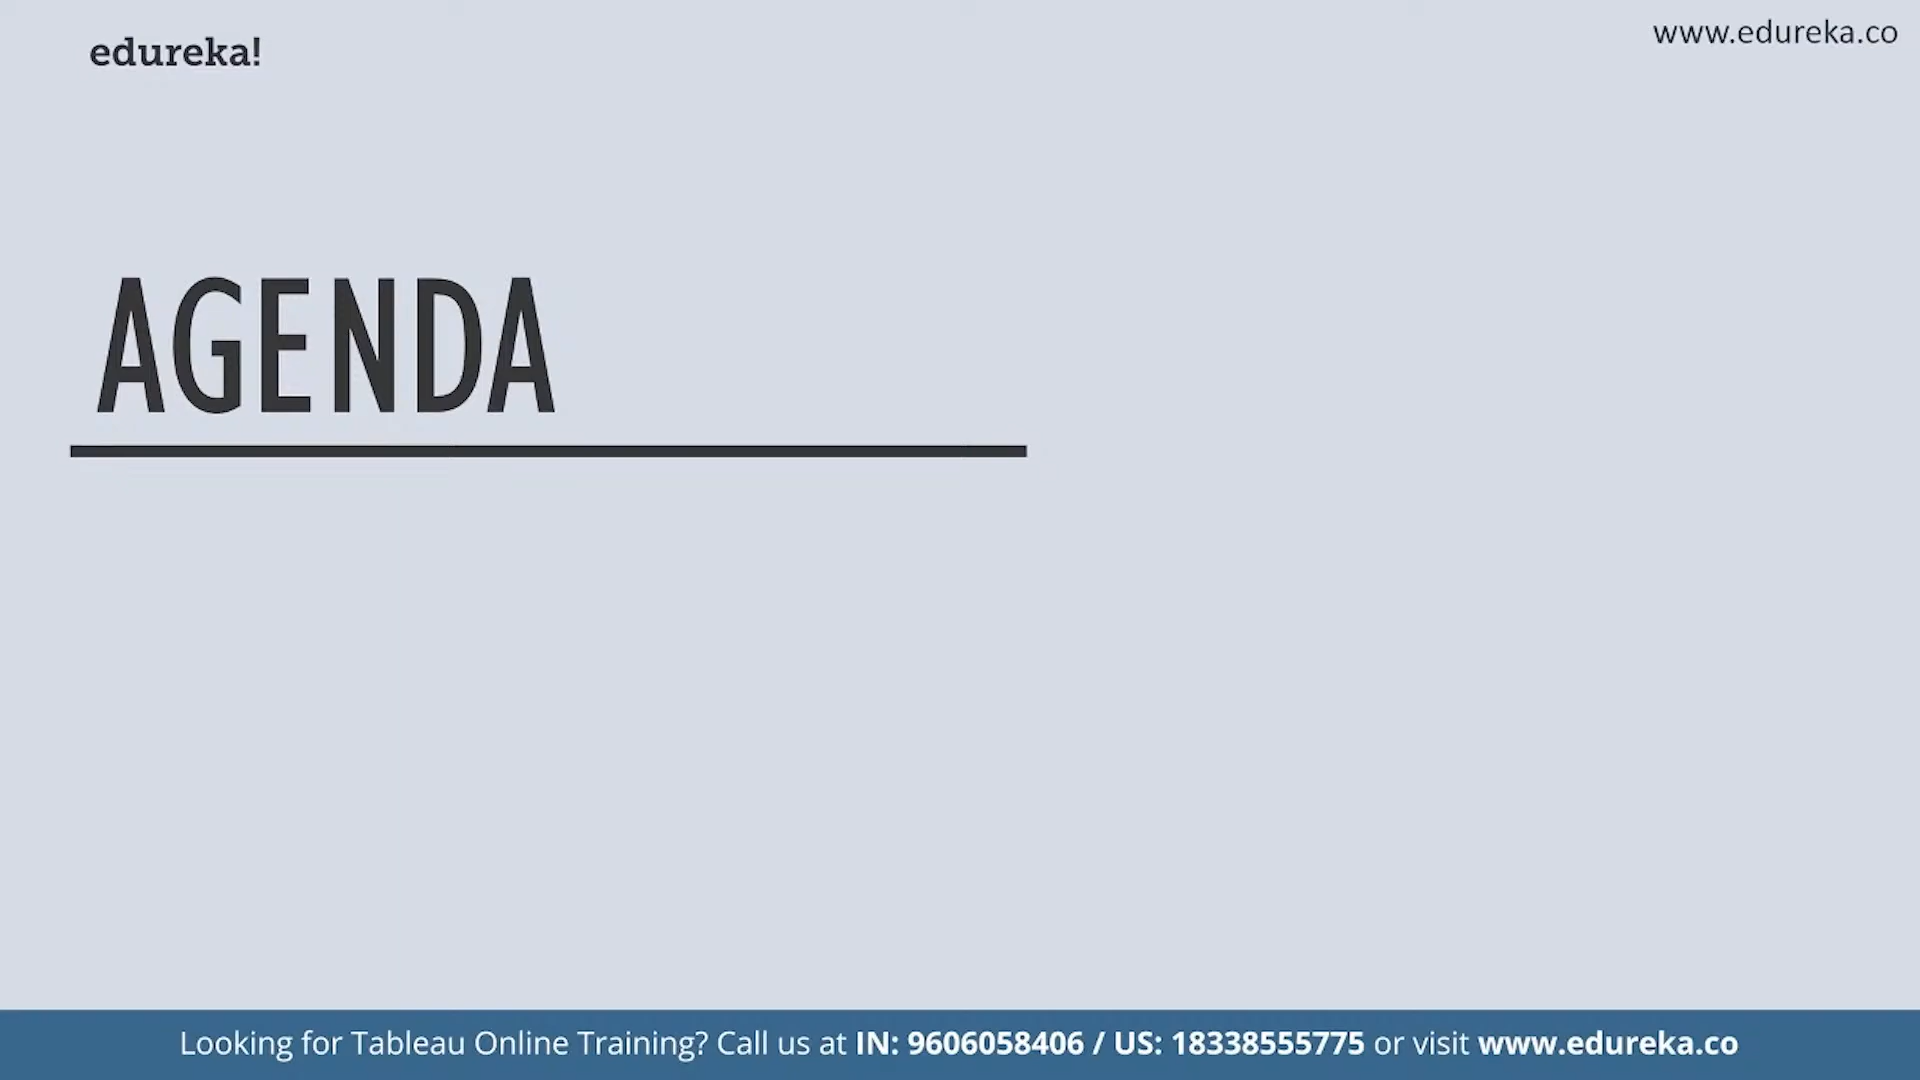 edureka!
www.edureka.co
AGENDA
Looking for Tableau Online Training? Call us at IN: 9606058406 / US: 18338555775 or visit www.edureka.co